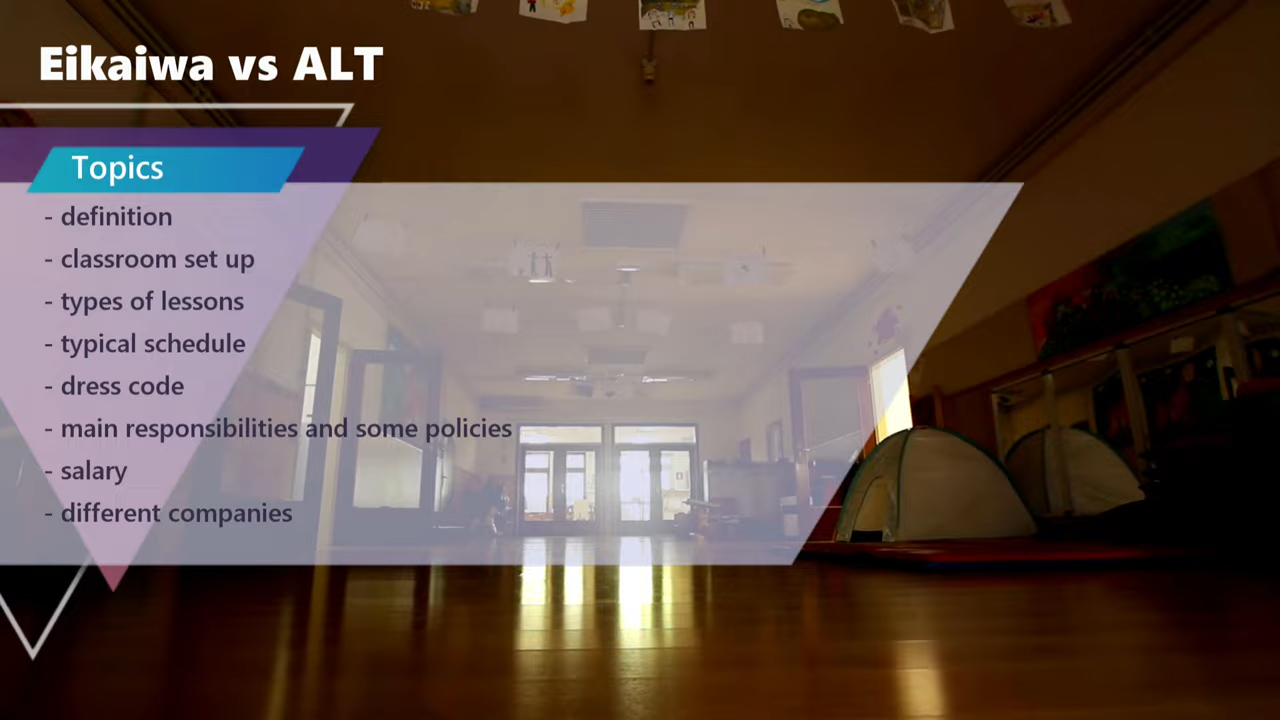 Eikaiwa vs ALT
Topics
- definition
- classroom set up
- types of lessons
- typical schedule
- dress code
- main responsibilities and some policies
- salary
- different companies